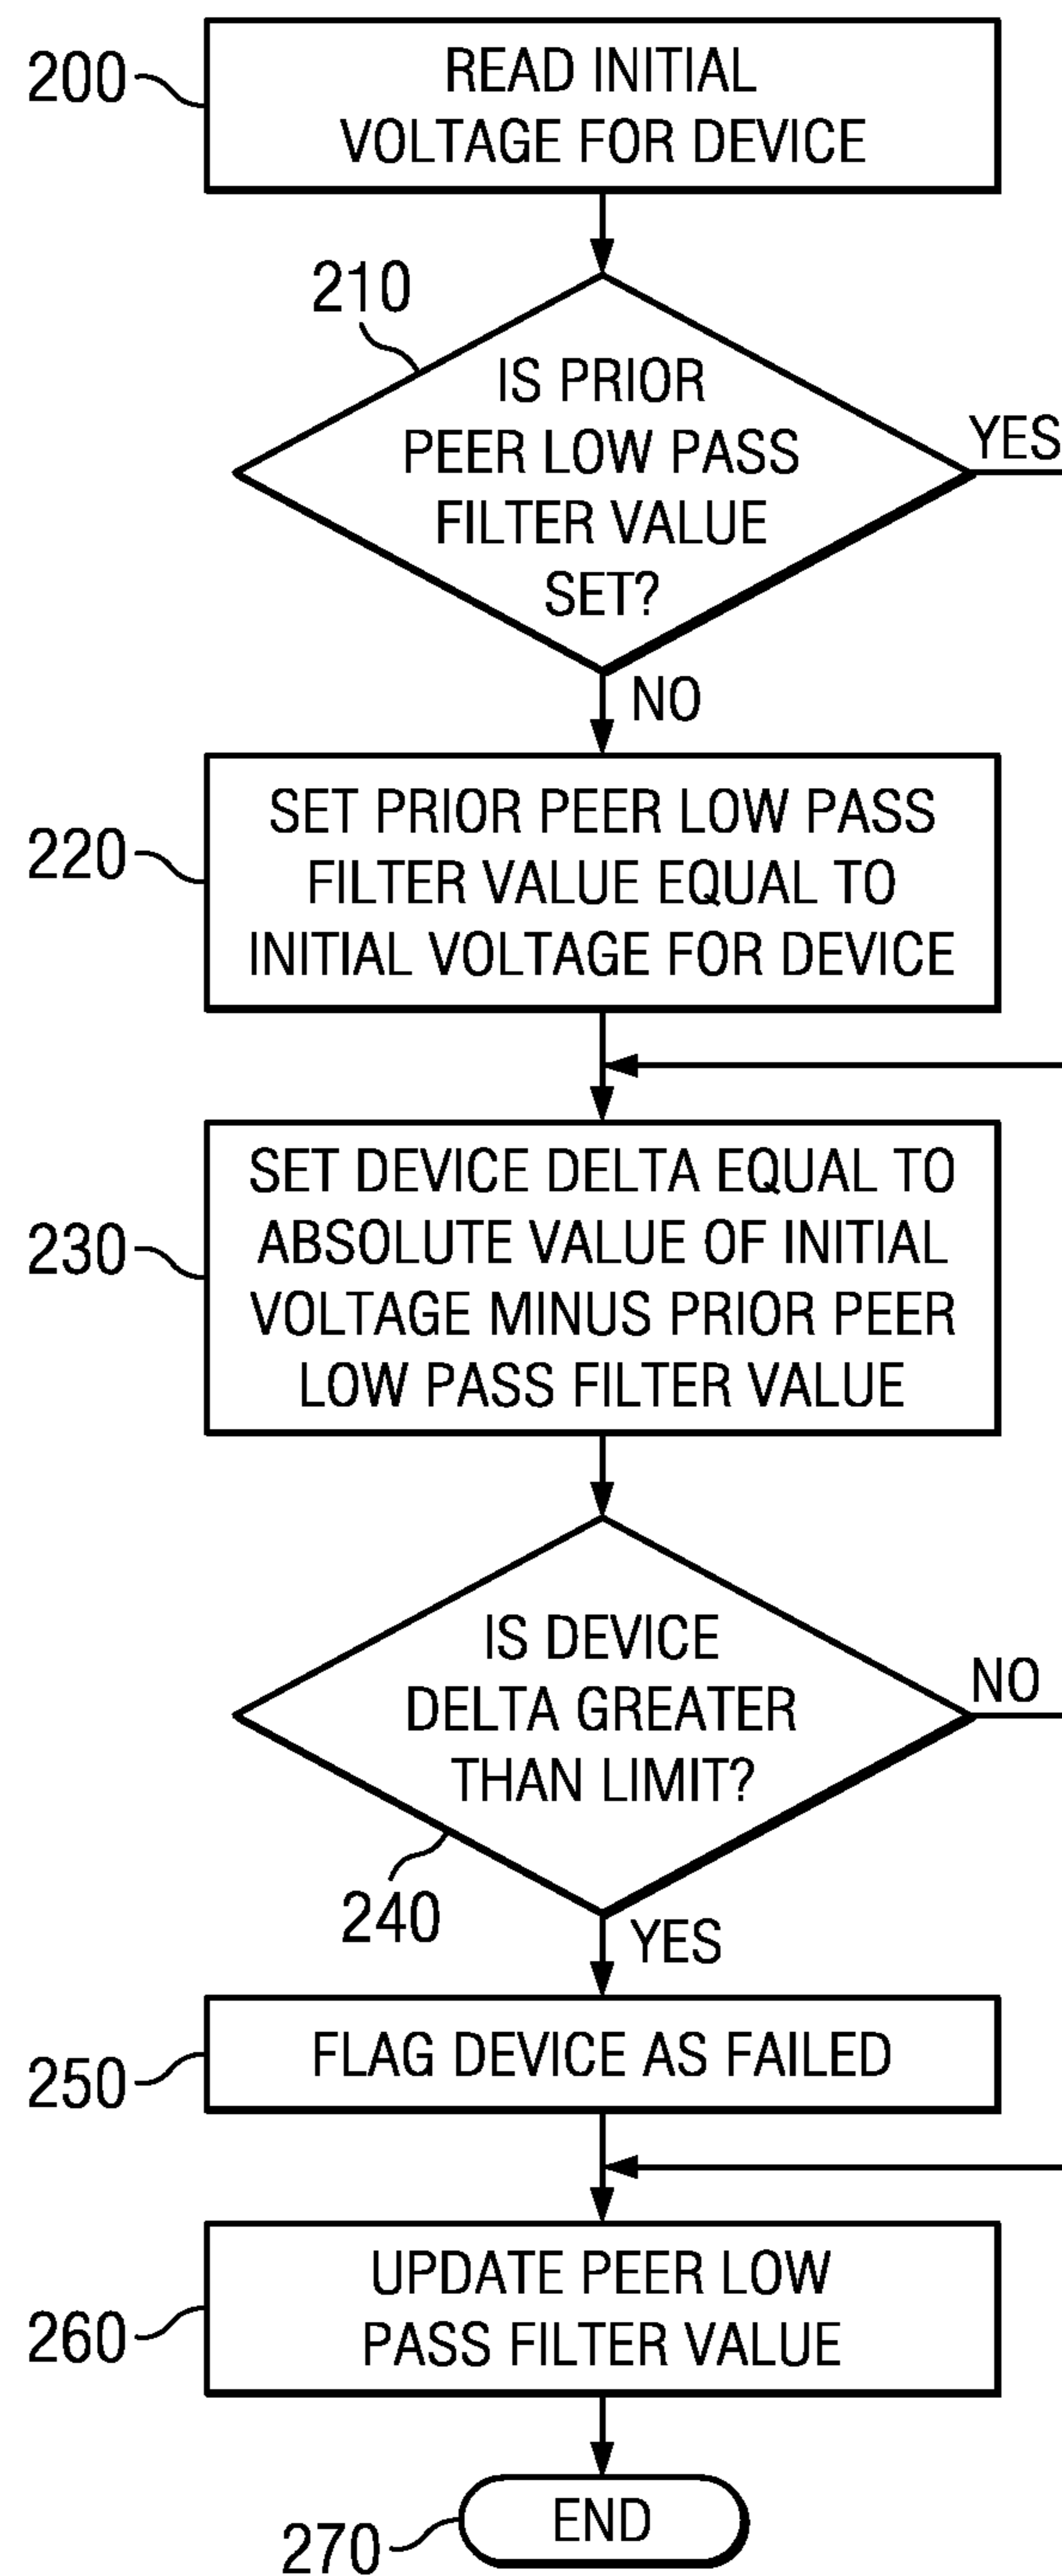 200
READ INITIAL
VOLTAGE FOR DEVICE
210
IS PRIOR
PEER LOW PASS
FILTER VALUE
SET?
YES
NO
220
SET PRIOR PEER LOW PASS
FILTER VALUE EQUAL TO
INITIAL VOLTAGE FOR DEVICE
230
SET DEVICE DELTA EQUAL TO
ABSOLUTE VALUE OF INITIAL
VOLTAGE MINUS PRIOR PEER
LOW PASS FILTER VALUE
IS DEVICE
DELTA GREATER
THAN LIMIT?
NO
240
YES
250
FLAG DEVICE AS FAILED
260
UPDATE PEER LOW
PASS FILTER VALUE
270
END